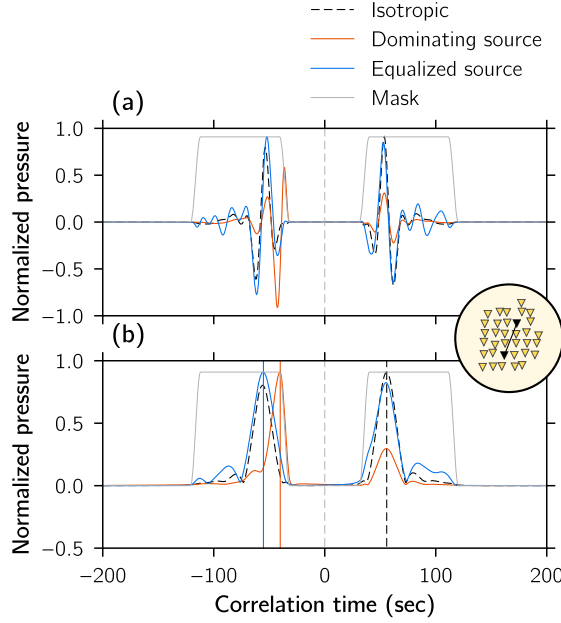 Isotropic
Dominating source
Equalized source
Mask
(a)
Normalized pressure
1.0
0.5
0.0
−0.5
−1.0
(b)
Normalized pressure
1.0
0.5
0.0
−0.5
−200
−100
0
100
200
Correlation time (sec)